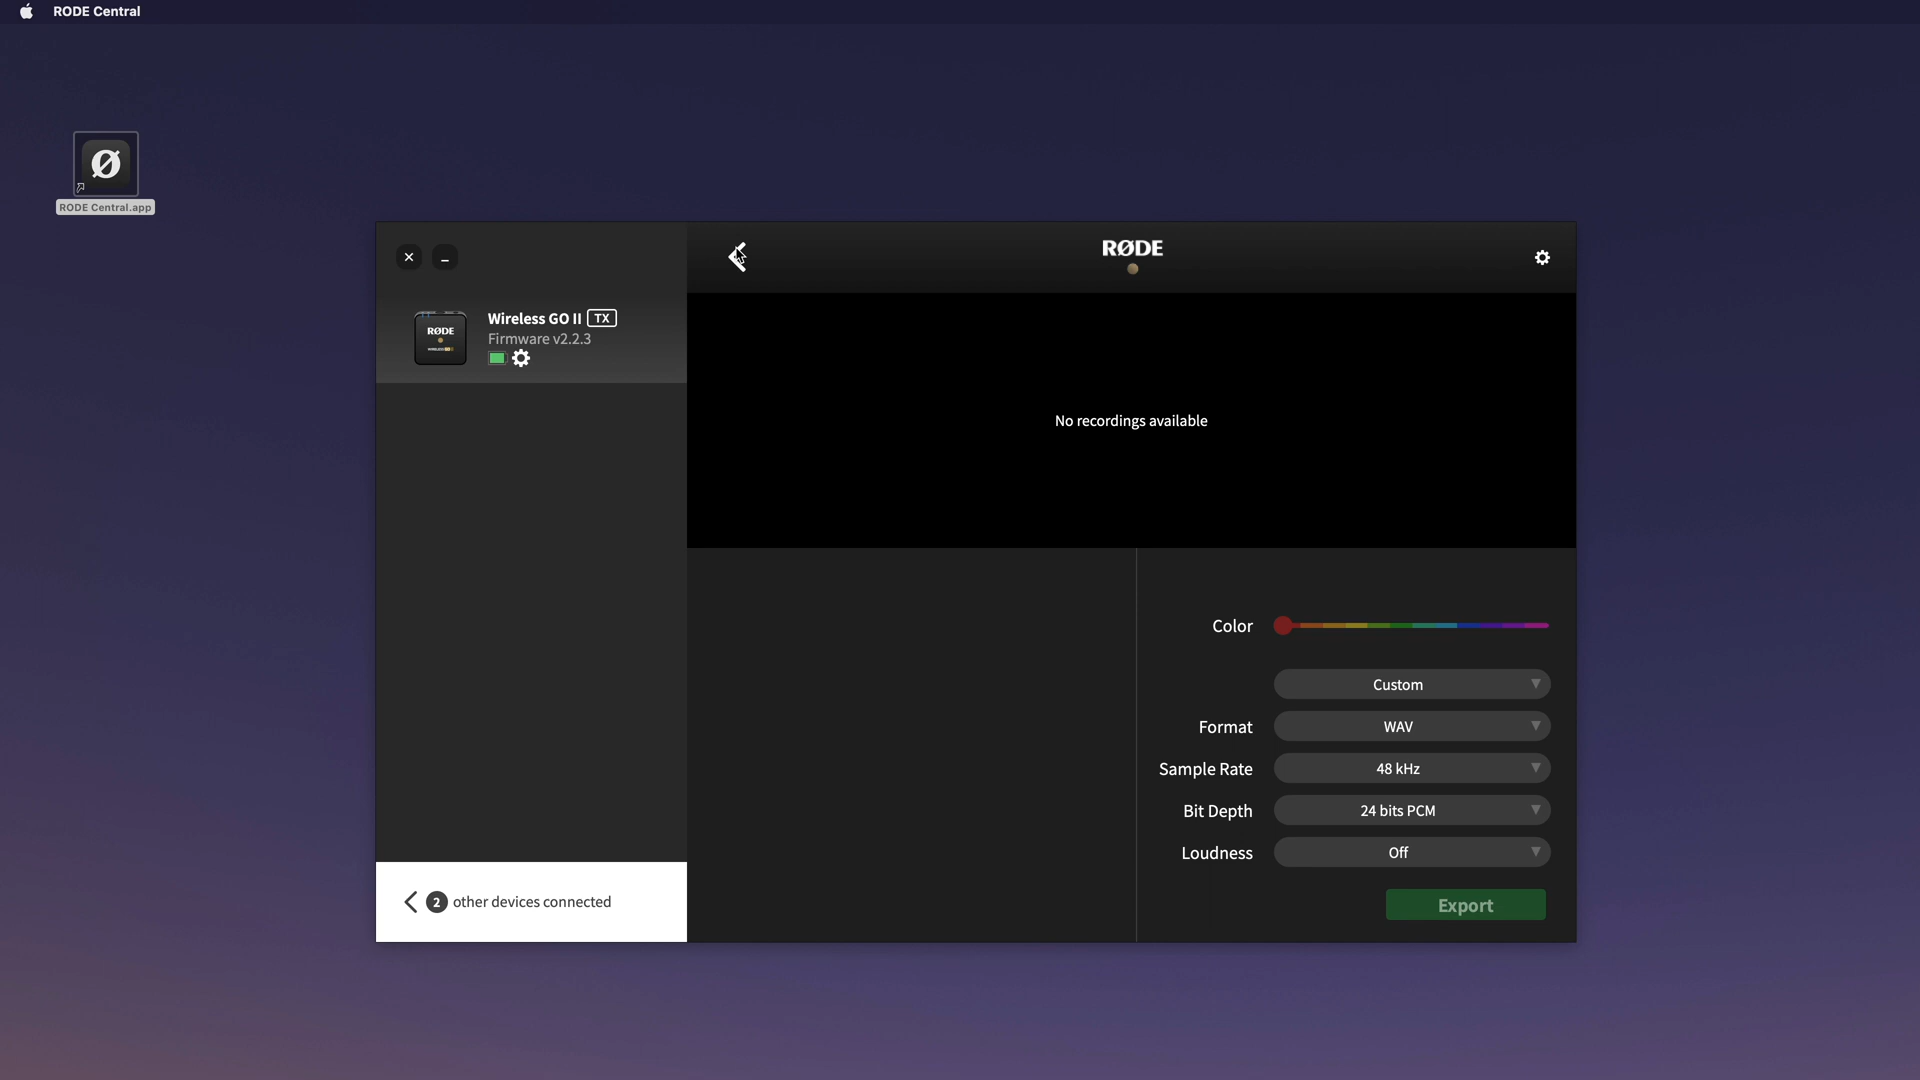 RODE Central
RODE Central.app
RØDE
RØDE
Wireless GO II TX
Firmware v2.2.3
No recordings available
Color
Custom
Format WAV
Sample Rate 48 kHz
Bit Depth 24 bits PCM
Loudness Off
2 other devices connected
Export